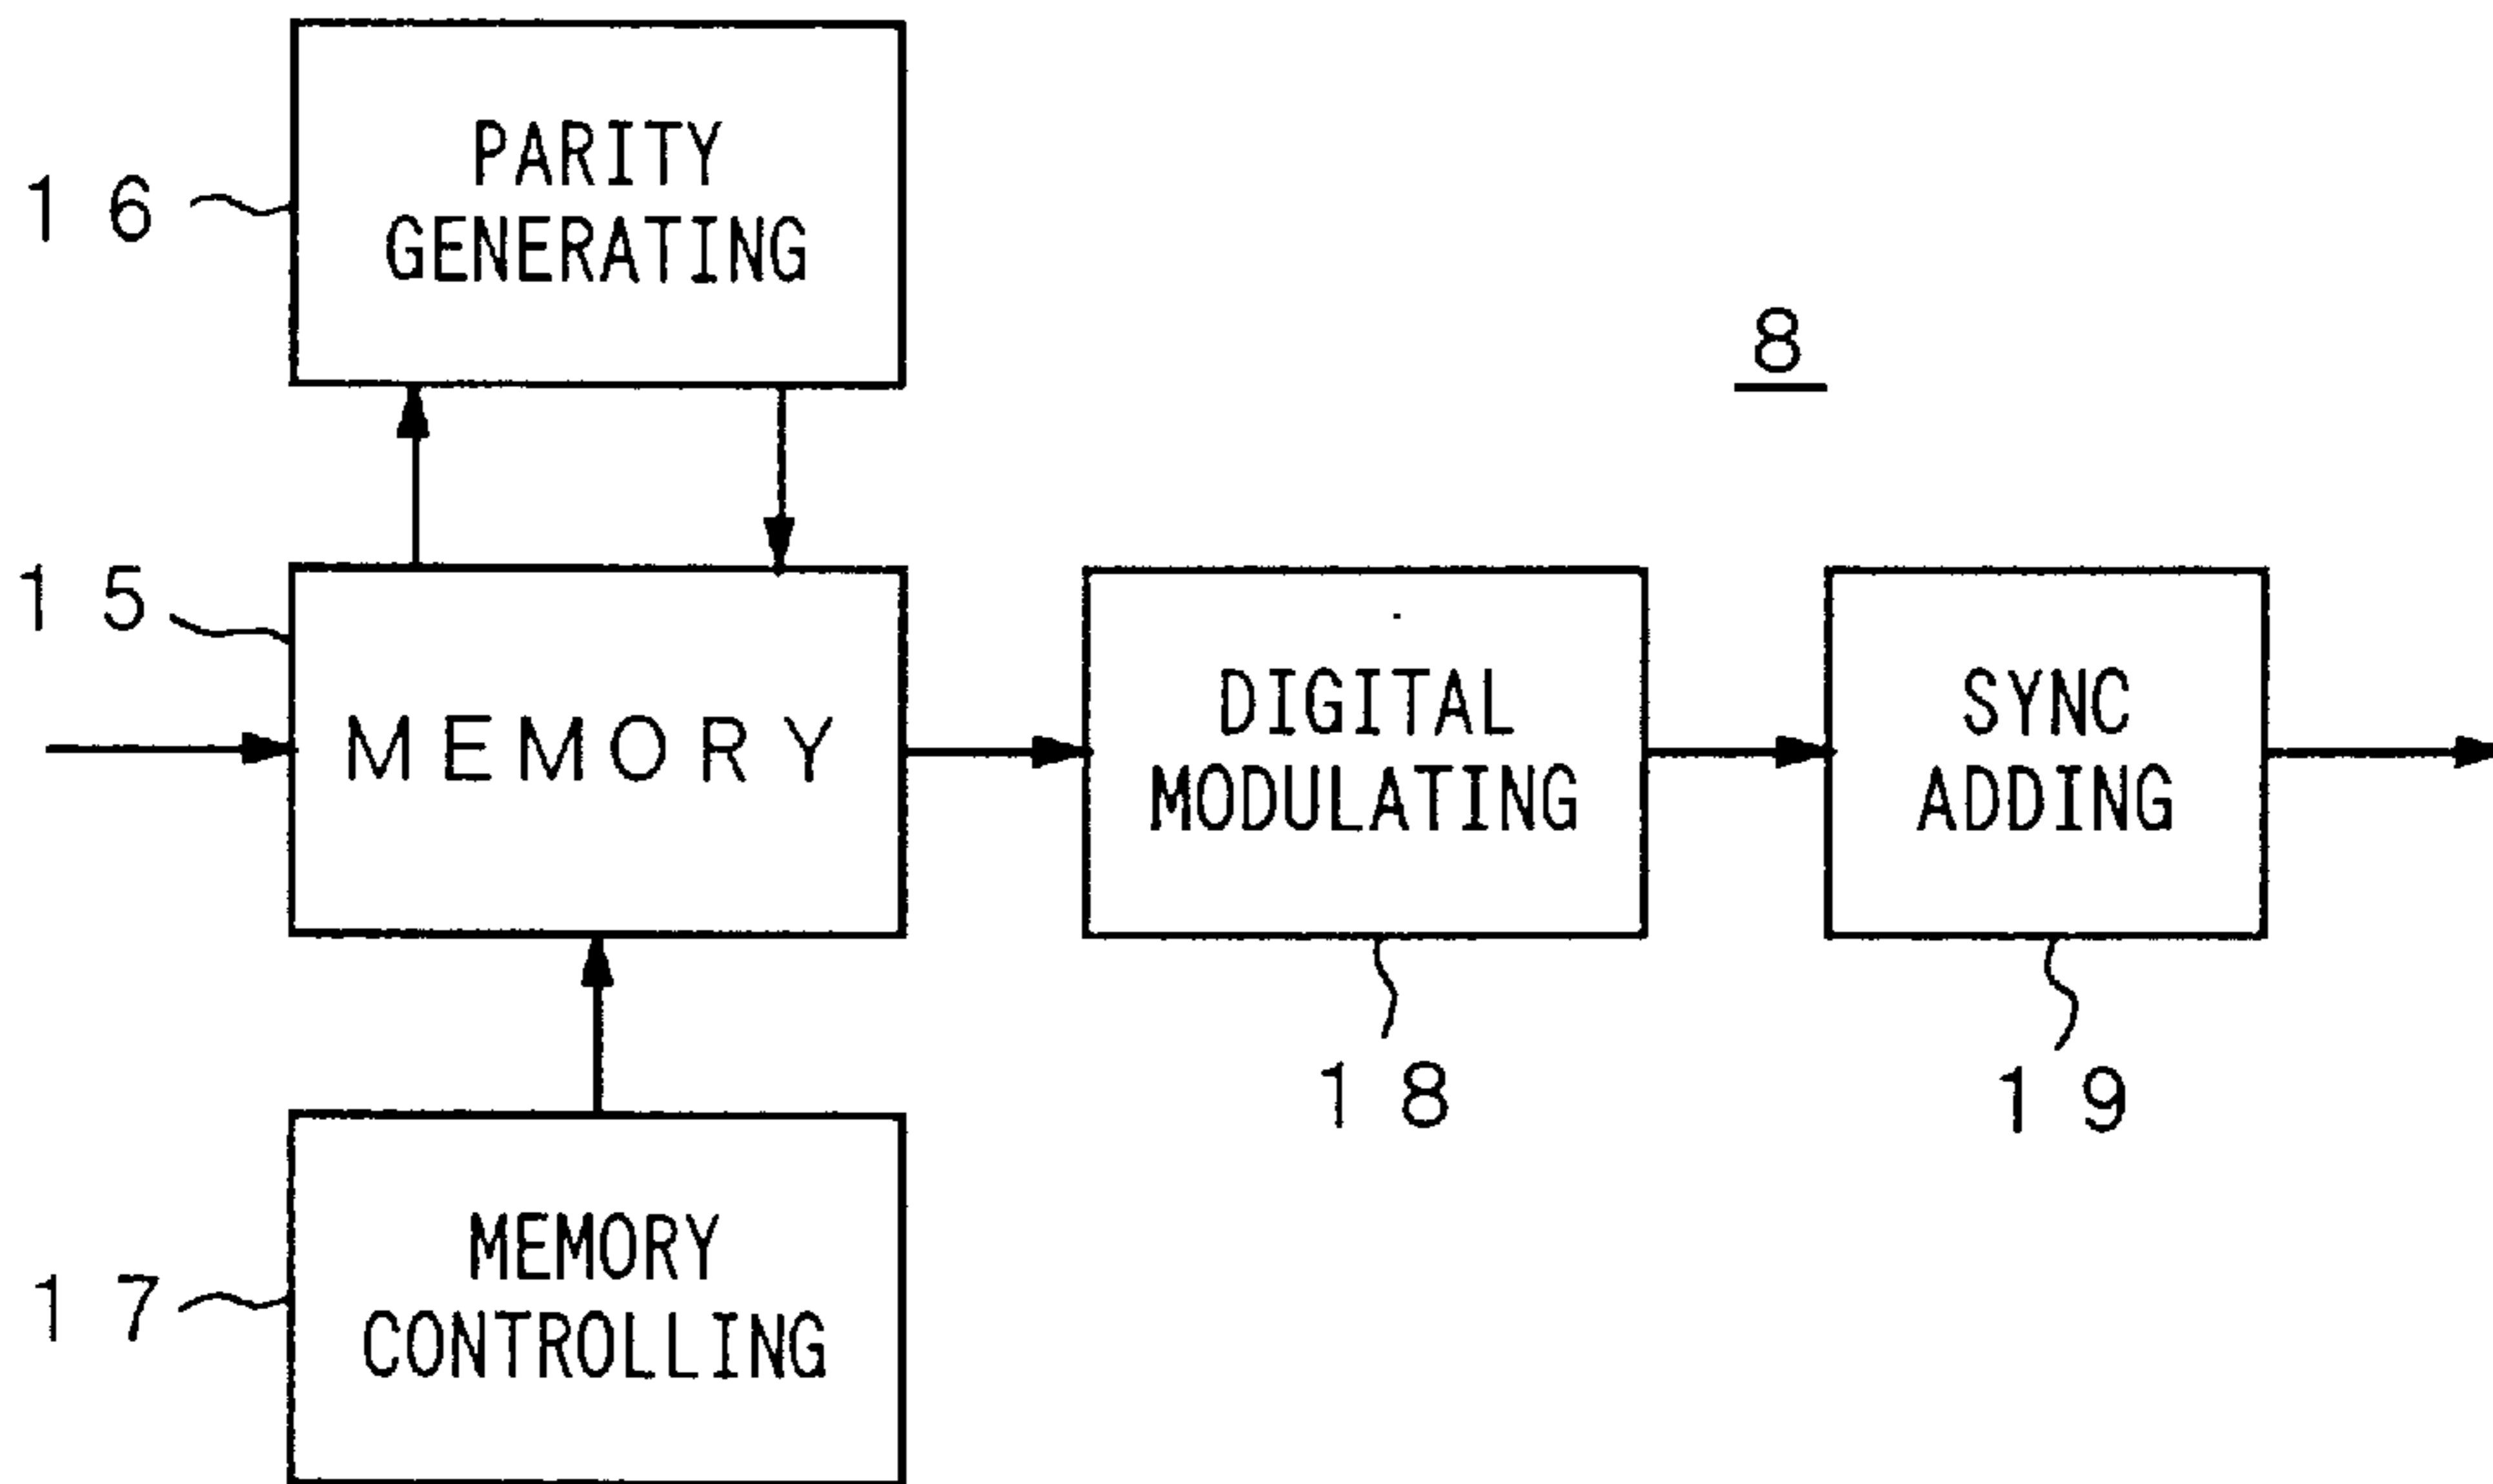 PARITY
GENERATING
1 6
8
1 5
MEMORY
DIGITAL
MODULATING
SYNC
ADDING
1 8
1 9
MEMORY
CONTROLLING
1 7